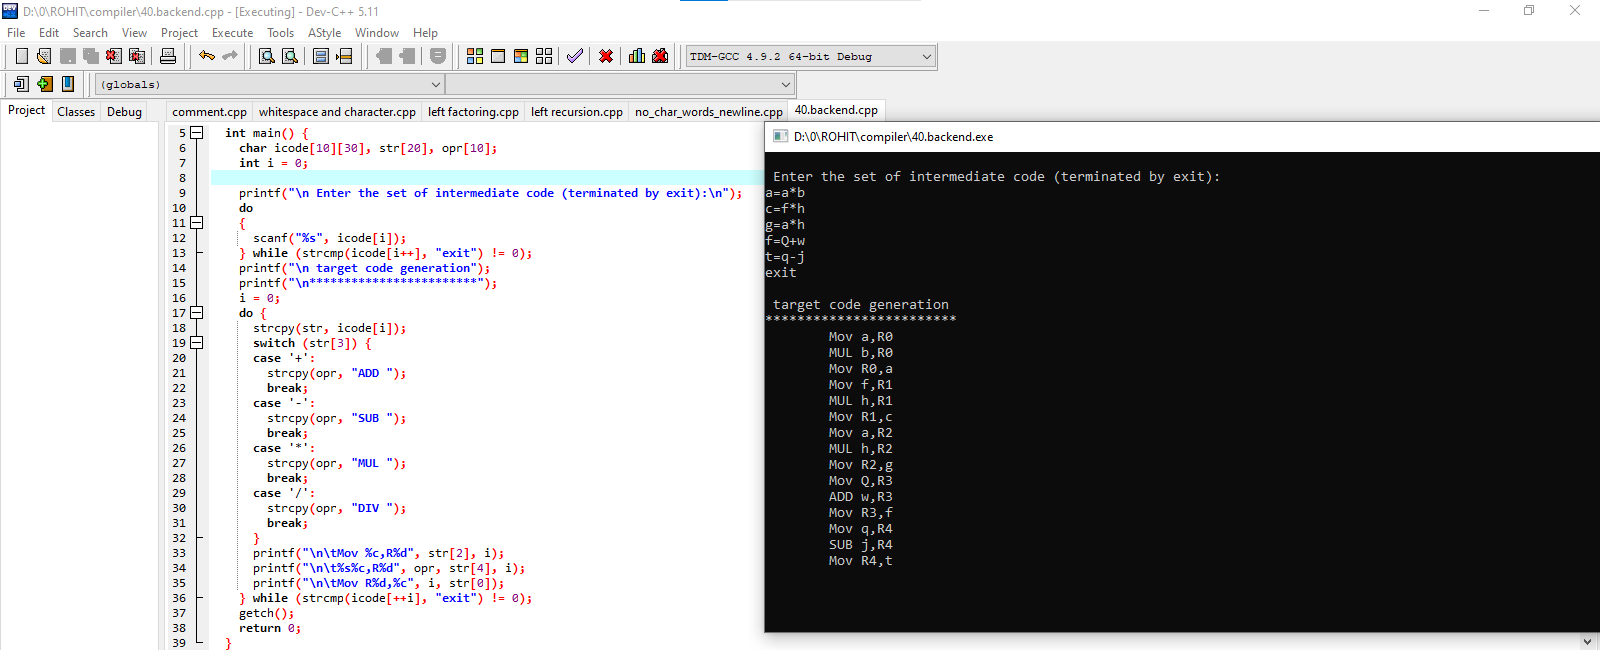 D:\0\ROHIT\compiler\40.backend.cpp - [Executing] - Dev-C++ 5.11
File Edit Search View Project Execute Tools AStyle Window Help
TDM-GCC 4.9.2 64-bit Debug
(globals)
Project Classes Debug
comment.cpp whitespace and character.cpp left factoring.cpp left recursion.cpp no_char_words_newline.cpp 40.backend.cpp
5 int main() {
6 char icode[10][30], str[20], opr[10];
7 int i = 0;
8
9 printf("\n Enter the set of intermediate code (terminated by exit):\n");
10 do
11 {
12 scanf("%s", icode[i]);
13 } while (strcmp(icode[i++], "exit") != 0);
14 printf("\n target code generation");
15 printf("\n************************");
16 i = 0;
17 do {
18 strcpy(str, icode[i]);
19 switch (str[3]) {
20 case '+':
21 strcpy(opr, "ADD ");
22 break;
23 case '-':
24 strcpy(opr, "SUB ");
25 break;
26 case '*':
27 strcpy(opr, "MUL ");
28 break;
29 case '/':
30 strcpy(opr, "DIV ");
31 break;
32 }
33 printf("\n\tMov %c,R%d", str[2], i);
34 printf("\n\t%s%c,R%d", opr, str[4], i);
35 printf("\n\tMov R%d,%c", i, str[0]);
36 } while (strcmp(icode[++i], "exit") != 0);
37 getch();
38 return 0;
39 }
D:\0\ROHIT\compiler\40.backend.exe
Enter the set of intermediate code (terminated by exit):
a=a*b
c=f*h
g=a*h
f=Q+w
t=q-j
exit
target code generation
************************
Mov a,R0
MUL b,R0
Mov R0,a
Mov f,R1
MUL h,R1
Mov R1,c
Mov a,R2
MUL h,R2
Mov R2,g
Mov Q,R3
ADD w,R3
Mov R3,f
Mov q,R4
SUB j,R4
Mov R4,t